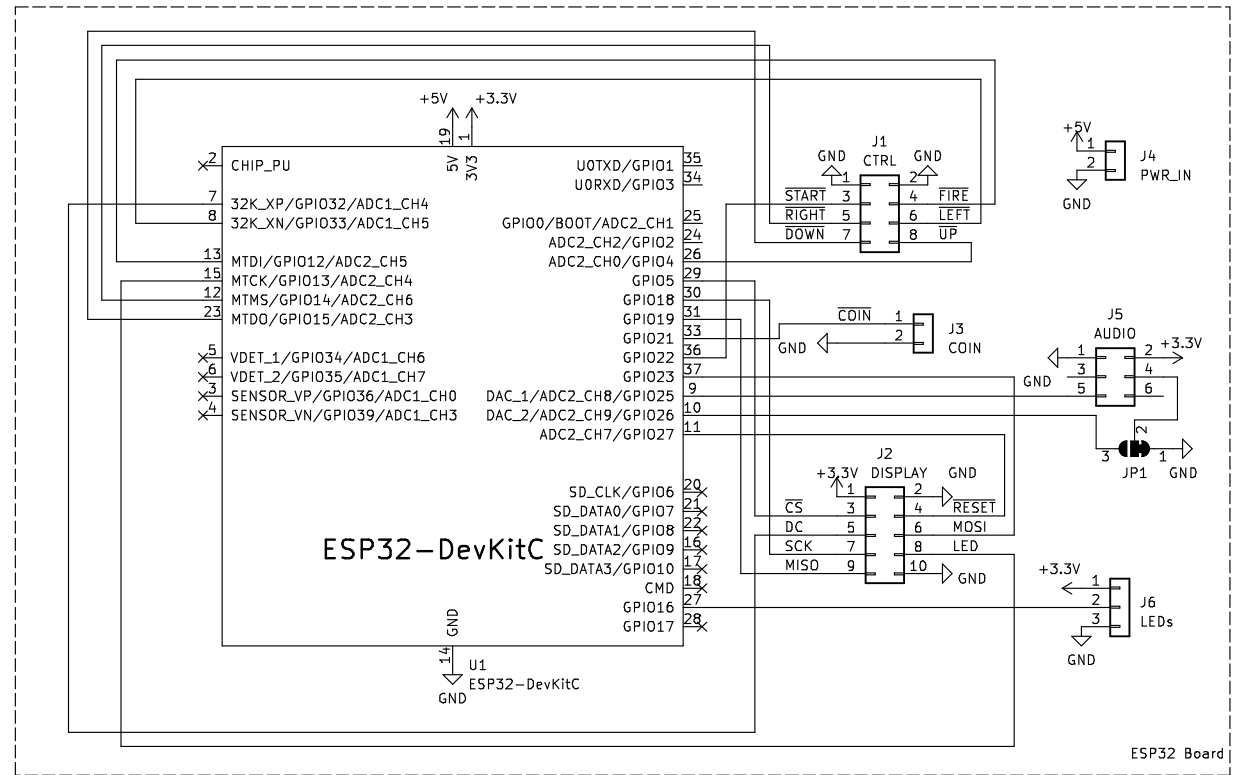 +5V
+3.3V
19
1
5V
3V3
2
CHIP_PU
7
32K_XP/GPIO32/ADC1_CH4
8
32K_XN/GPIO33/ADC1_CH5
13
MTDI/GPIO12/ADC2_CH5
15
MTCK/GPIO13/ADC2_CH4
12
MTMS/GPIO14/ADC2_CH6
23
MTDO/GPIO15/ADC2_CH3
5
VDET_1/GPIO34/ADC1_CH6
6
VDET_2/GPIO35/ADC1_CH7
3
SENSOR_VP/GPIO36/ADC1_CH0
4
SENSOR_VN/GPIO39/ADC1_CH3
U0TXD/GPIO1
35
U0RXD/GPIO3
34
GPIO0/BOOT/ADC2_CH1
25
ADC2_CH2/GPIO2
24
ADC2_CH0/GPIO4
26
GPIO5
29
GPIO18
30
GPIO19
31
GPIO21
33
GPIO22
36
GPIO23
37
DAC_1/ADC2_CH8/GPIO25
9
DAC_2/ADC2_CH9/GPIO26
10
ADC2_CH7/GPIO27
11
SD_CLK/GPIO6
20
SD_DATA0/GPIO7
21
SD_DATA1/GPIO8
22
SD_DATA2/GPIO9
16
SD_DATA3/GPIO10
17
CMD
18
GPIO16
27
GPIO17
28
ESP32-DevKitC
GND
14
GND
U1
ESP32-DevKitC
J1
CTRL
GND
GND
1
2
START
3
4
FIRE
RIGHT
5
6
LEFT
DOWN
7
8
UP
+5V
1
2
GND
J4
PWR_IN
COIN
1
2
GND
J3
COIN
J5
AUDIO
+3.3V
1
2
3
4
5
6
GND
2
3
1
JP1
GND
J2
DISPLAY
+3.3V
GND
1
2
CS
3
4
RESET
DC
5
6
MOSI
SCK
7
8
LED
MISO
9
10
GND
+3.3V
1
2
3
GND
J6
LEDs
ESP32 Board